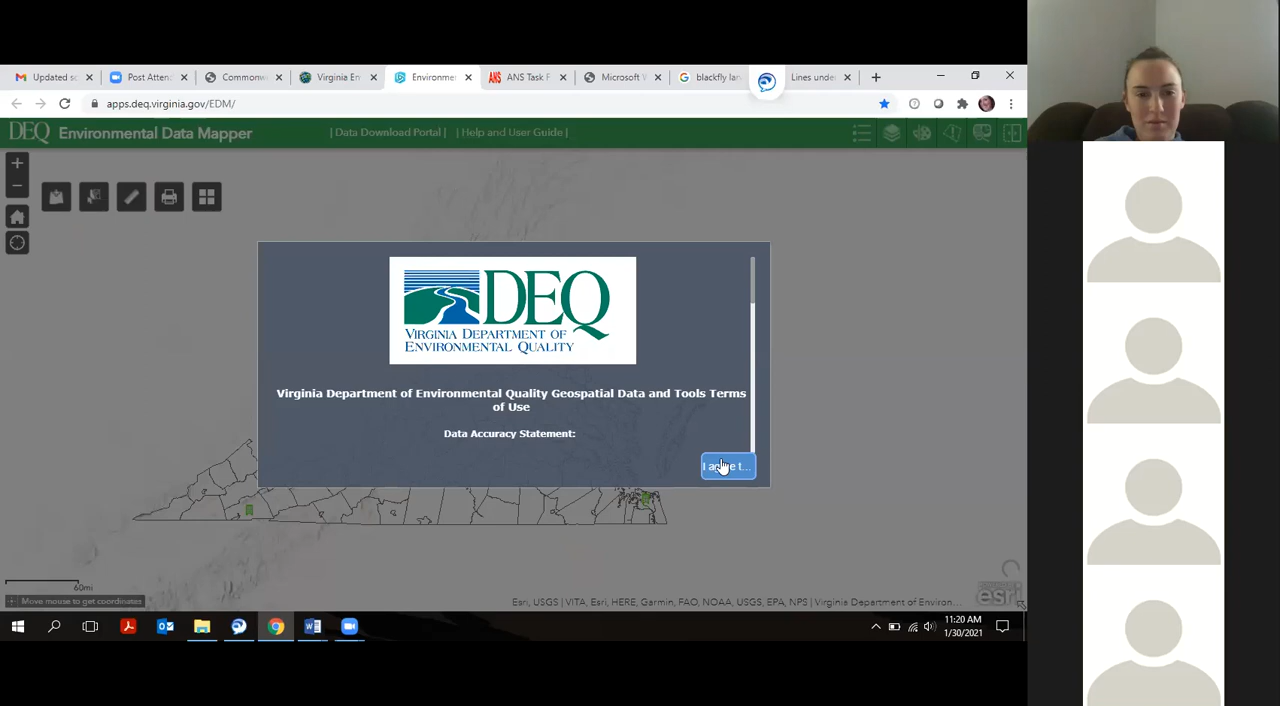 Updated sc
Post Atten
Commonw
Virginia En
Environme
ANS ANS Task F
Microsoft V
blackfly lar
Lines unde
apps.deq.virginia.gov/EDM/
DEQ Environmental Data Mapper | Data Download Portal | | Help and User Guide |
DEQ
VIRGINIA DEPARTMENT OF
ENVIRONMENTAL QUALITY
Virginia Department of Environmental Quality Geospatial Data and Tools Terms
of Use
Data Accuracy Statement:
60mi
Move mouse to get coordinates
Esri, USGS | VITA, Esri, HERE, Garmin, FAO, NOAA, USGS, EPA, NPS | Virginia Department of Environ...
esri
11:20 AM
1/30/2021